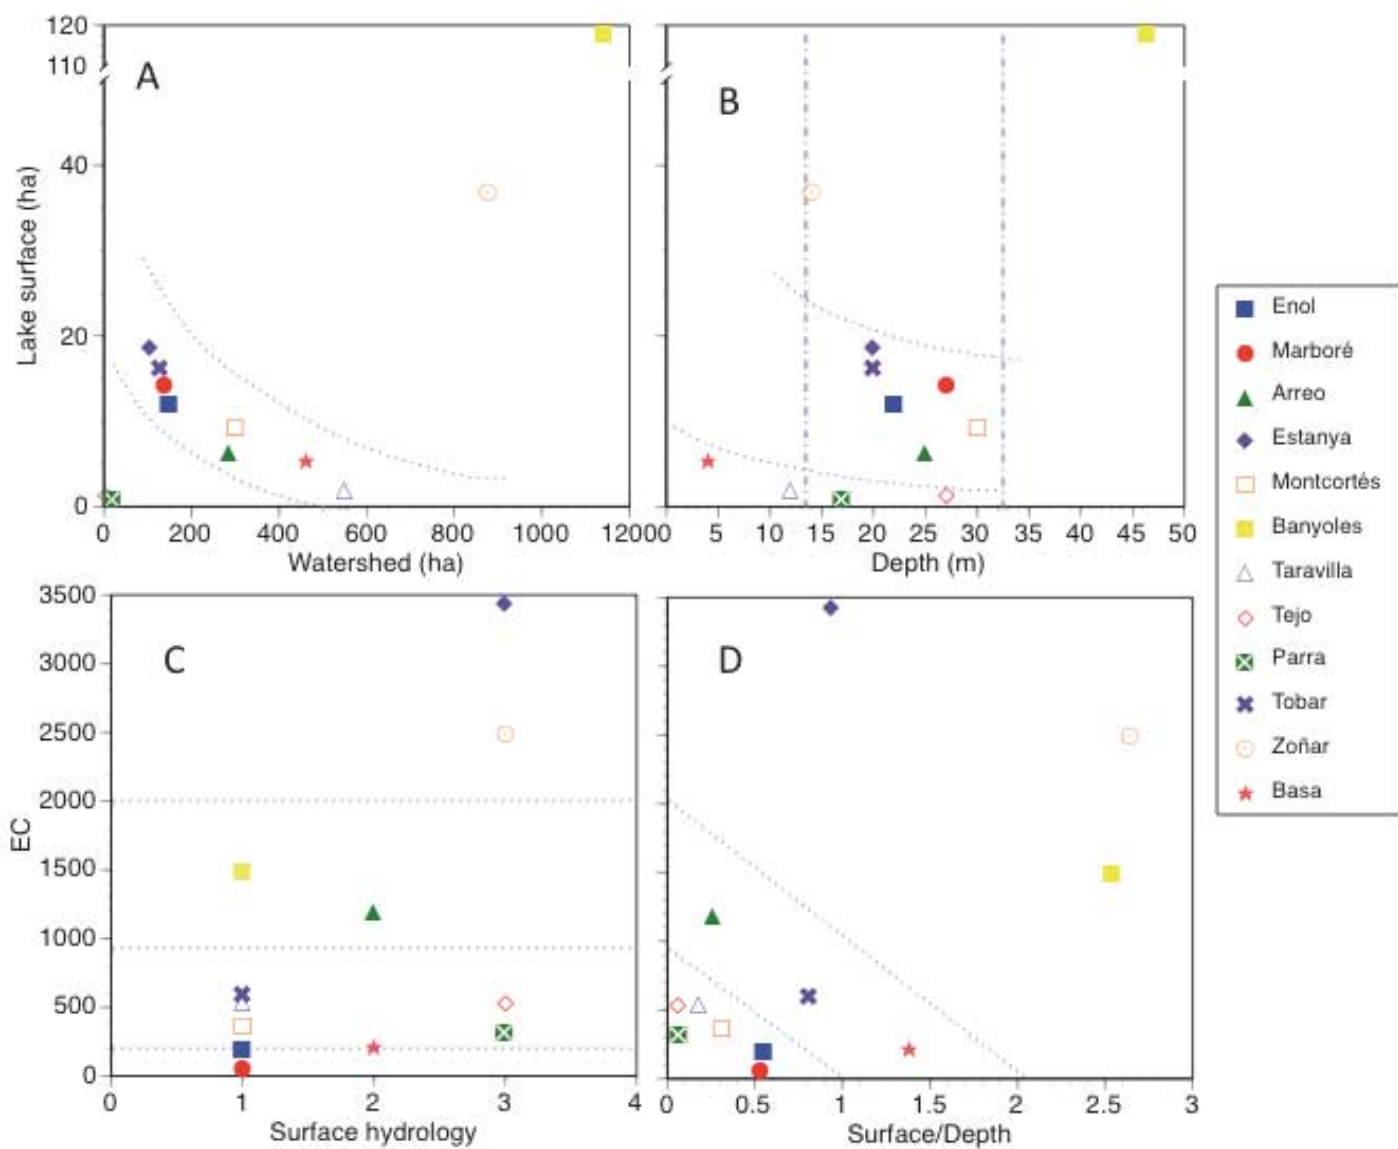 120
110
A
B
Lake surface (ha)
40
20
0
0 200 400 600 800 1000 12000
5 10 15 20 25 30 35 40 45 50
Watershed (ha)
Depth (m)
Enol
Marboré
Arreo
Estanya
Montcortés
Banyoles
Taravilla
Tejo
Parra
Tobar
Zoñar
Basa
3500
3000
C
D
2500
2000
EC
1500
1000
500
0
0 1 2 3 4
0 0.5 1 1.5 2 2.5 3
Surface hydrology
Surface/Depth